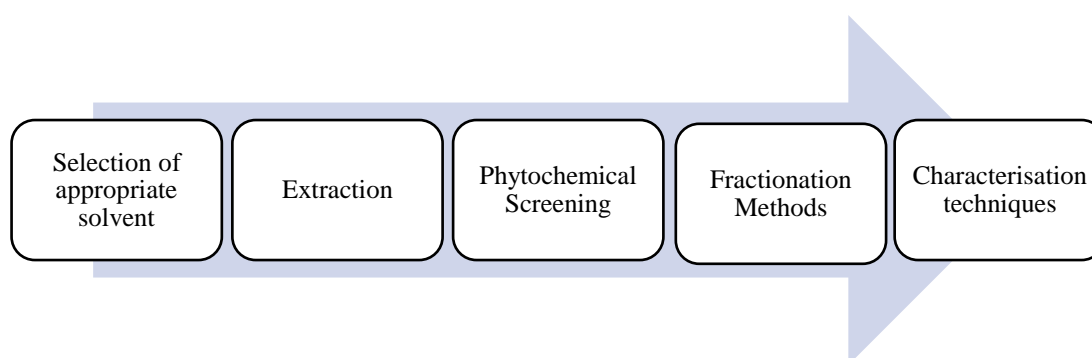 Selection of
appropriate
solvent
Extraction
Phytochemical
Screening
Fractionation
Methods
Characterisation
techniques